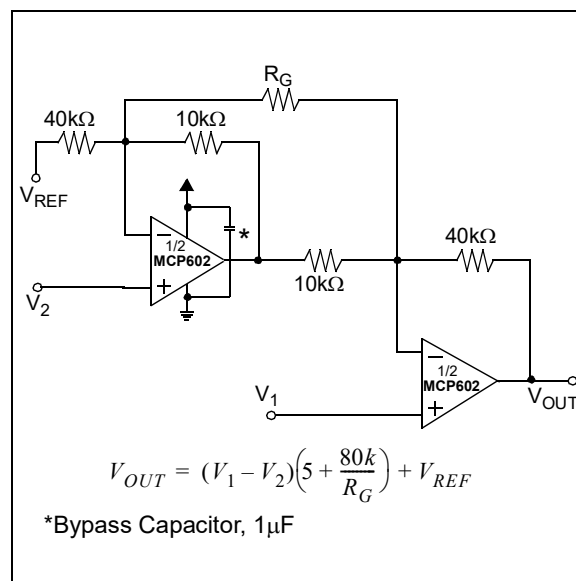 R_G
40kΩ
10kΩ
V_REF
*
1/2
MCP602
10kΩ
40kΩ
V_2
1/2
MCP602
V_1
V_OUT
V_OUT = (V_1 − V_2)(5 + 80k/R_G) + V_REF
*Bypass Capacitor, 1μF